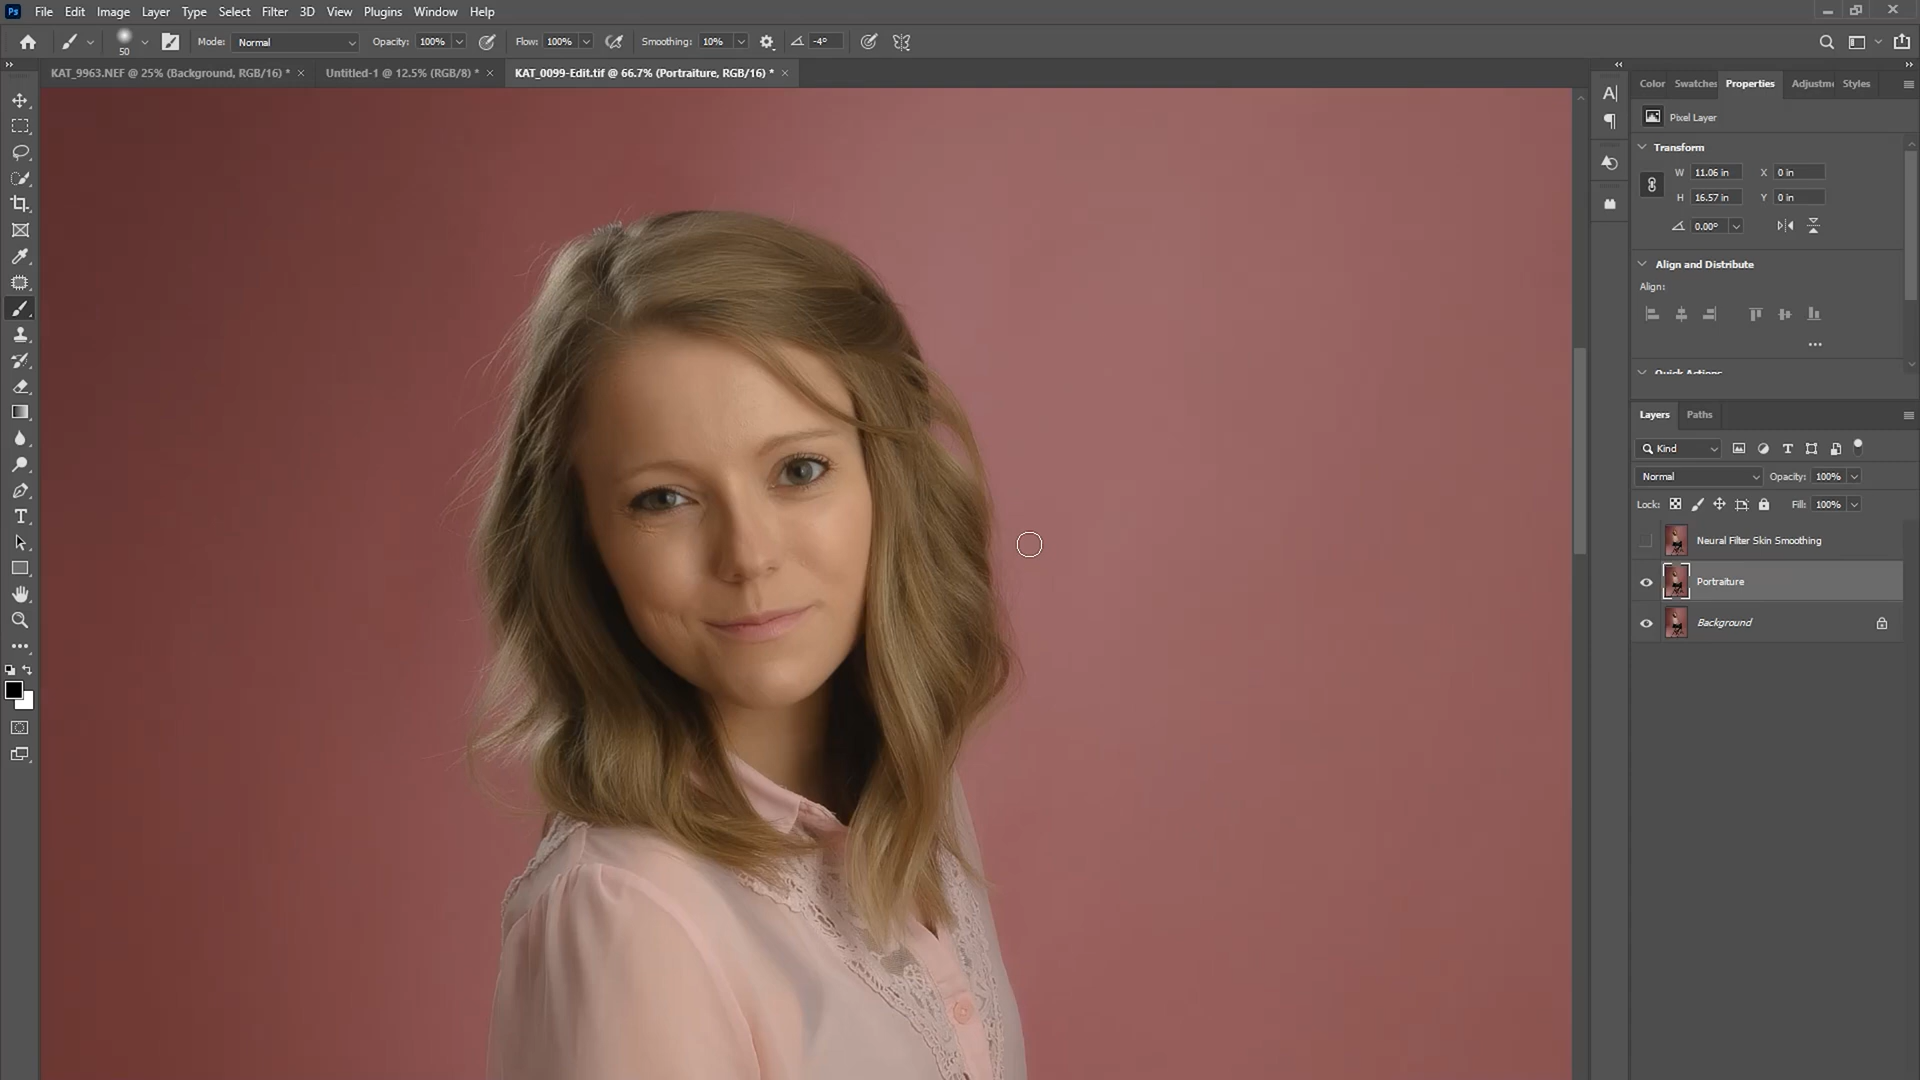 Ps File Edit Image Layer Type Select Filter 3D View Plugins Window Help
50 Mode: Normal Opacity: 100% Flow: 100% Smoothing: 10% -4°
KAT_9963.NEF @ 25% (Background, RGB/16) * × Untitled-1 @ 12.5% (RGB/8) * × KAT_0099-Edit.tif @ 66.7% (Portraiture, RGB/16) * ×
Color Swatches Properties Adjustm Styles
Pixel Layer
Transform
W 11.06 in X 0 in
H 16.57 in Y 0 in
0.00°
Align and Distribute
Align:
Quick Actions
Layers Paths
Kind
Normal Opacity: 100%
Lock: Fill: 100%
Neural Filter Skin Smoothing
Portraiture
Background